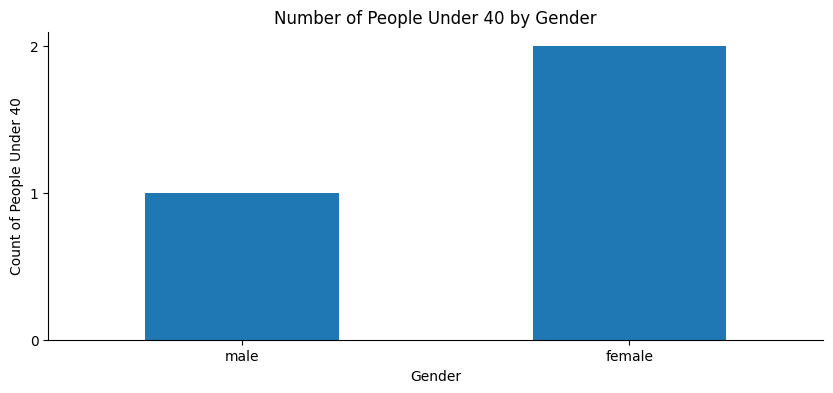 Number of People Under 40 by Gender
Count of People Under 40
2
1
0
male female
Gender